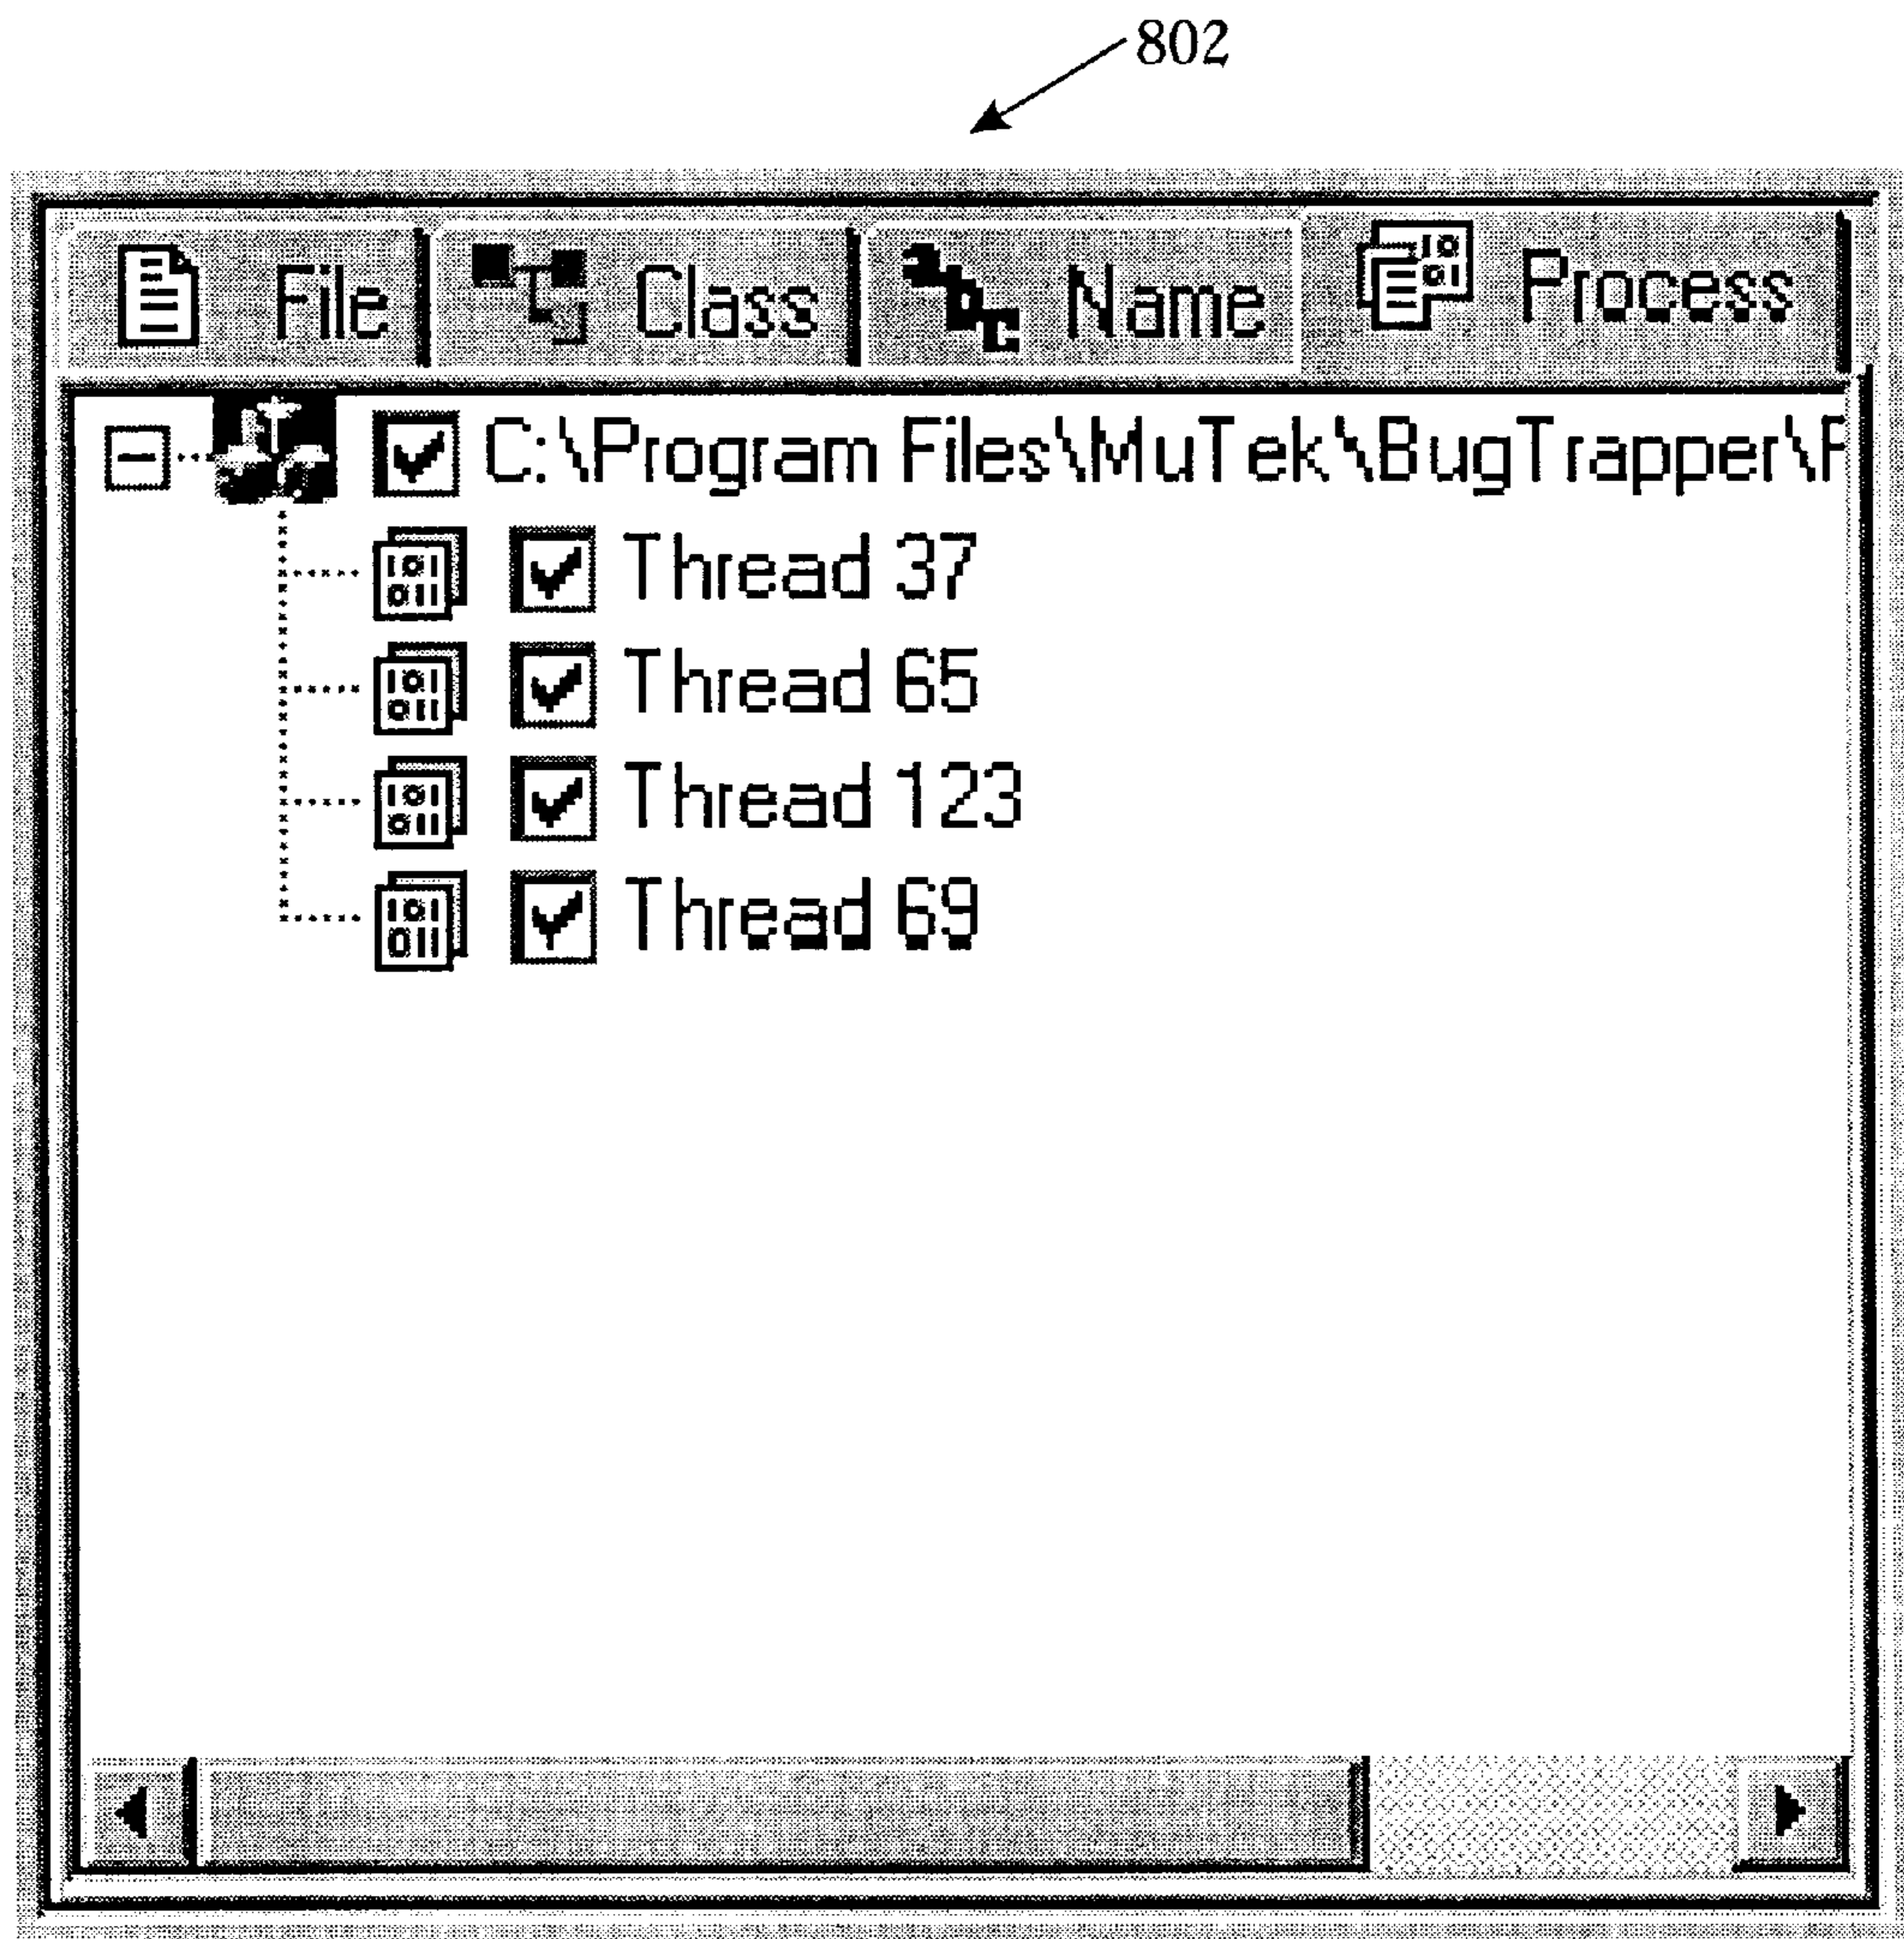 802
File Class Name Process
C:\Program Files\MuTek\BugTrapper\
Thread 37
Thread 65
Thread 123
Thread 69